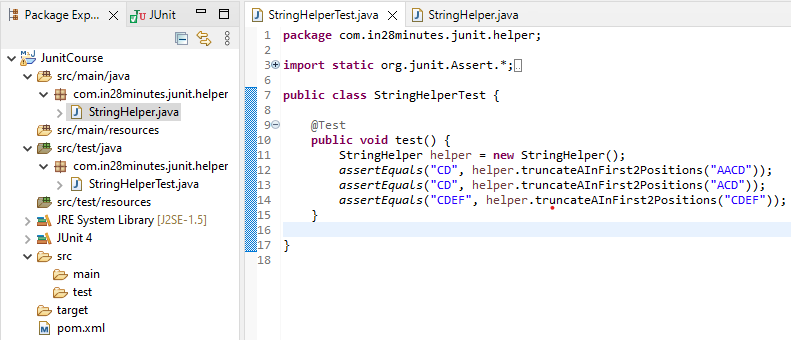 Package Exp... JUnit
JunitCourse
src/main/java
com.in28minutes.junit.helper
StringHelper.java
src/main/resources
src/test/java
com.in28minutes.junit.helper
StringHelperTest.java
src/test/resources
JRE System Library [J2SE-1.5]
JUnit 4
src
main
test
target
pom.xml
StringHelperTest.java StringHelper.java
1 package com.in28minutes.junit.helper;
2
3 import static org.junit.Assert.*;
6
7 public class StringHelperTest {
8
9 @Test
10 public void test() {
11 StringHelper helper = new StringHelper();
12 assertEquals("CD", helper.truncateAInFirst2Positions("AACD"));
13 assertEquals("CD", helper.truncateAInFirst2Positions("ACD"));
14 assertEquals("CDEF", helper.truncateAInFirst2Positions("CDEF"));
15 }
16
17 }
18